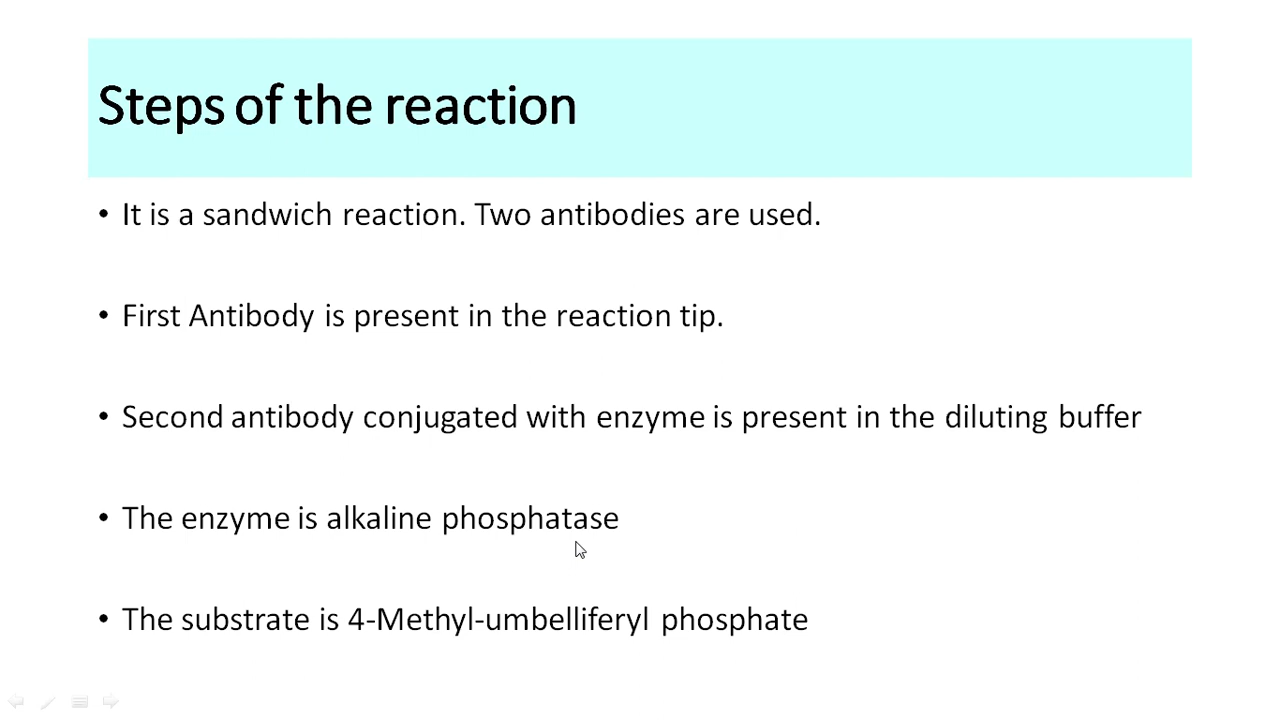 Steps of the reaction
• It is a sandwich reaction. Two antibodies are used.
• First Antibody is present in the reaction tip.
• Second antibody conjugated with enzyme is present in the diluting buffer
• The enzyme is alkaline phosphatase
• The substrate is 4-Methyl-umbelliferyl phosphate